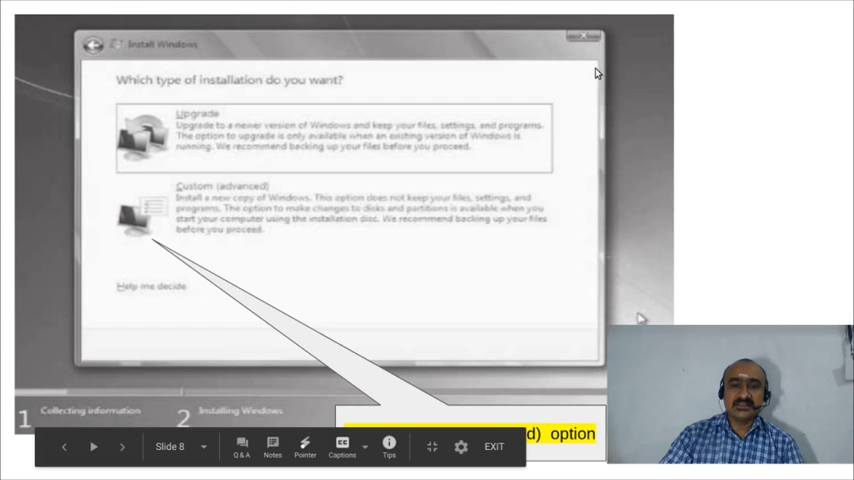 Install Windows
Which type of installation do you want?
Upgrade
Upgrade to a newer version of Windows and keep your files, settings, and programs.
The option to upgrade is only available when an existing version of Windows is
running. We recommend backing up your files before you proceed.
Custom (advanced)
Install a new copy of Windows. This option does not keep your files, settings, and
programs. The option to make changes to disks and partitions is available when you
start your computer using the installation disc. We recommend backing up your files
before you proceed.
Help me decide
1 Collecting information
2 Installing Windows
d) option
Slide 8
Q & A
Notes
Pointer
CC
Captions
Tips
EXIT